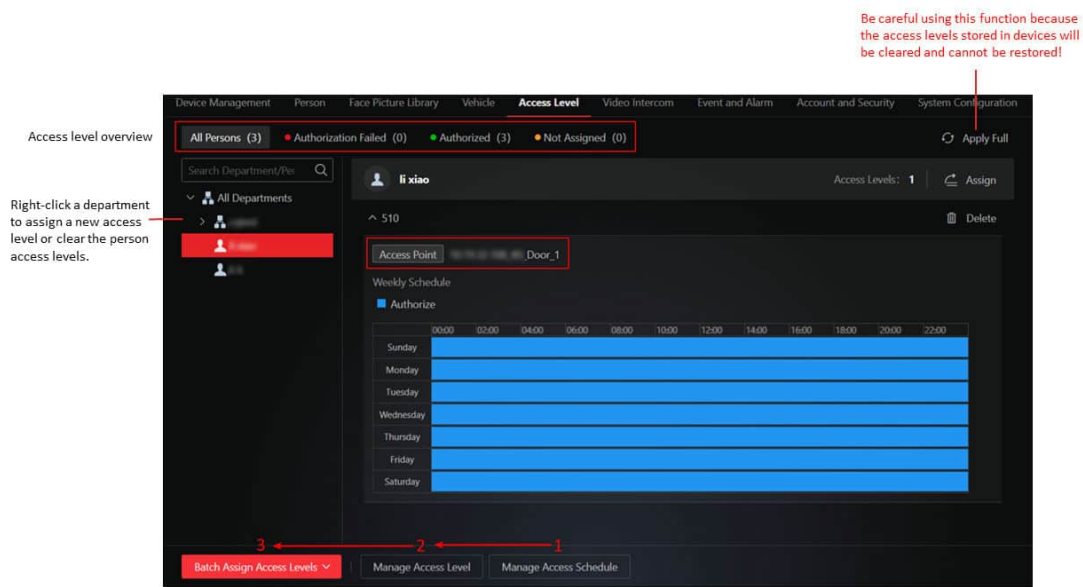 Be careful using this function because
the access levels stored in devices will
be cleared and cannot be restored!
Device Management Person Face Picture Library Vehicle Access Level Video Intercom Event and Alarm Account and Security System Configuration
Access level overview
All Persons (3) Authorization Failed (0) Authorized (3) Not Assigned (0) Apply Full
Search Department/Per
li xiao Access Levels: 1 Assign
All Departments
Right-click a department
to assign a new access
level or clear the person
access levels.
510 Delete
Access Point _Door_1
Weekly Schedule
Authorize
00:00 02:00 04:00 06:00 08:00 10:00 12:00 14:00 16:00 18:00 20:00 22:00
Sunday
Monday
Tuesday
Wednesday
Thursday
Friday
Saturday
3 2 1
Batch Assign Access Levels Manage Access Level Manage Access Schedule